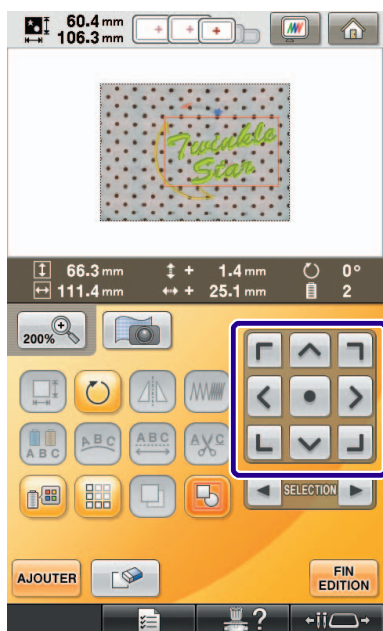 60.4 mm
106.3 mm
Twinkle
Star
66.3 mm + 1.4 mm 0°
111.4 mm + 25.1 mm 2
200%
A B C
ABC
ABC
AYC
SELECTION
AJOUTER
FIN
EDITION
?